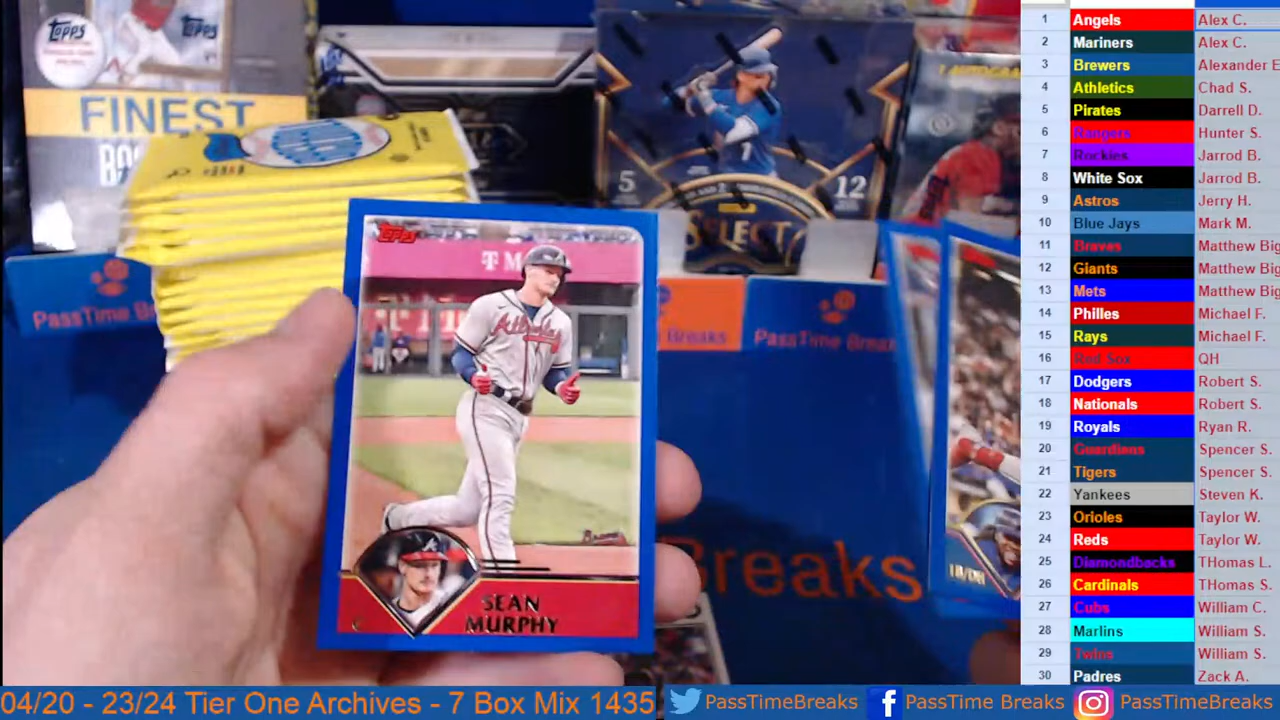 Topps
Topps
FINEST
5
12
SELECT
1 AUTOGRAPH
PassTime
Breaks
PassTime Breaks
Breaks
Topps
T M
Braves
C
SEAN
MURPHY
1 Angels Alex C.
2 Mariners Alex C.
3 Brewers Alexander E
4 Athletics Chad S.
5 Pirates Darrell D.
6 Rangers Hunter S.
7 Rockies Jarrod B.
8 White Sox Jarrod B.
9 Astros Jerry H.
10 Blue Jays Mark M.
11 Braves Matthew Big
12 Giants Matthew Big
13 Mets Matthew Big
14 Philles Michael F.
15 Rays Michael F.
16 Red Sox QH
17 Dodgers Robert S.
18 Nationals Robert S.
19 Royals Ryan R.
20 Guardians Spencer S.
21 Tigers Spencer S.
22 Yankees Steven K.
23 Orioles Taylor W.
24 Reds Taylor W.
25 Diamondbacks THomas L.
26 Cardinals THomas S.
27 Cubs William C.
28 Marlins William S.
29 Twins William S.
30 Padres Zack A.
04/20 - 23/24 Tier One Archives - 7 Box Mix 1435
PassTimeBreaks
PassTime Breaks
PassTimeBreaks